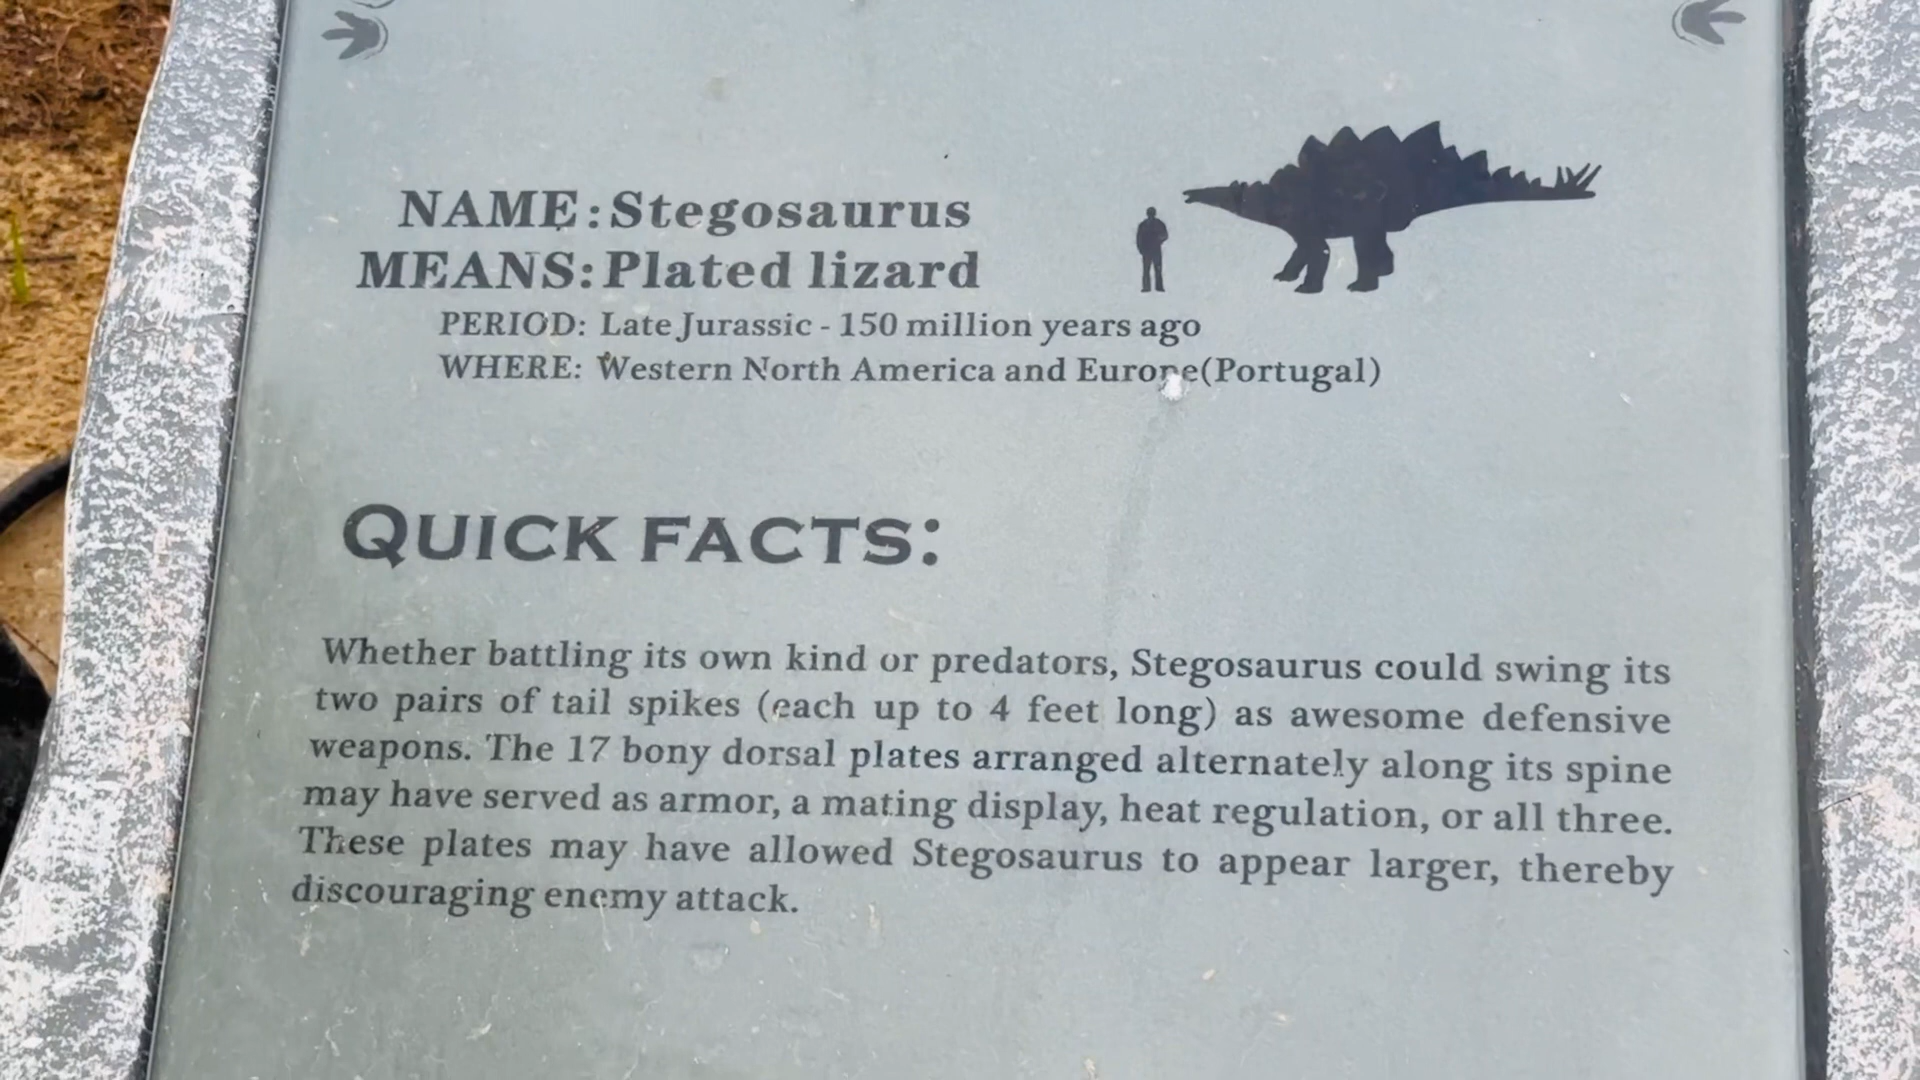 NAME: Stegosaurus
MEANS: Plated lizard
PERIOD: Late Jurassic - 150 million years ago
WHERE: Western North America and Europe(Portugal)
QUICK FACTS:
Whether battling its own kind or predators, Stegosaurus could swing its
two pairs of tail spikes (each up to 4 feet long) as awesome defensive
weapons. The 17 bony dorsal plates arranged alternately along its spine
may have served as armor, a mating display, heat regulation, or all three.
These plates may have allowed Stegosaurus to appear larger, thereby
discouraging enemy attack.